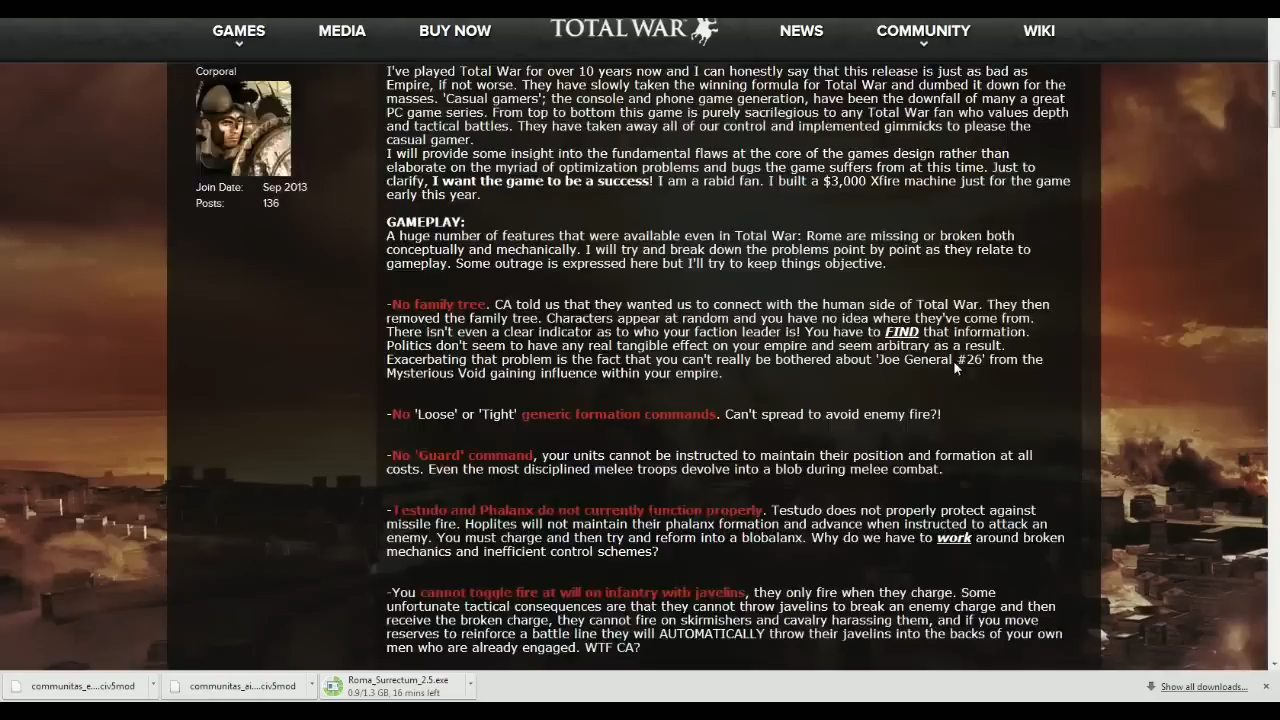 GAMES
MEDIA
BUY NOW
TOTAL WAR
NEWS
COMMUNITY
WIKI
Corporal
Join Date: Sep 2013
Posts: 136
I've played Total War for over 10 years now and I can honestly say that this release is just as bad as
Empire, if not worse. They have slowly taken the winning formula for Total War and dumbed it down for the
masses. 'Casual gamers'; the console and phone game generation, have been the downfall of many a great
PC game series. From top to bottom this game is purely sacrilegious to any Total War fan who values depth
and tactical battles. They have taken away all of our control and implemented gimmicks to please the
casual gamer.
I will provide some insight into the fundamental flaws at the core of the games design rather than
elaborate on the myriad of optimization problems and bugs the game suffers from at this time. Just to
clarify, I want the game to be a success! I am a rabid fan. I built a $3,000 Xfire machine just for the game
early this year.
GAMEPLAY:
A huge number of features that were available even in Total War: Rome are missing or broken both
conceptually and mechanically. I will try and break down the problems point by point as they relate to
gameplay. Some outrage is expressed here but I'll try to keep things objective.
-No family tree. CA told us that they wanted us to connect with the human side of Total War. They then
removed the family tree. Characters appear at random and you have no idea where they've come from.
There isn't even a clear indicator as to who your faction leader is! You have to FIND that information.
Politics don't seem to have any real tangible effect on your empire and seem arbitrary as a result.
Exacerbating that problem is the fact that you can't really be bothered about 'Joe General #26' from the
Mysterious Void gaining influence within your empire.
-No 'Loose' or 'Tight' generic formation commands. Can't spread to avoid enemy fire?!
-No 'Guard' command, your units cannot be instructed to maintain their position and formation at all
costs. Even the most disciplined melee troops devolve into a blob during melee combat.
-Testudo and Phalanx do not currently function properly. Testudo does not properly protect against
missile fire. Hoplites will not maintain their phalanx formation and advance when instructed to attack an
enemy. You must charge and then try and reform into a blobalanx. Why do we have to work around broken
mechanics and inefficient control schemes?
-You cannot toggle fire at will on infantry with javelins, they only fire when they charge. Some
unfortunate tactical consequences are that they cannot throw javelins to break an enemy charge and then
receive the broken charge, they cannot fire on skirmishers and cavalry harassing them, and if you move
reserves to reinforce a battle line they will AUTOMATICALLY throw their javelins into the backs of your own
men who are already engaged. WTF CA?
communitas_e....civ5mod
communitas_ai....civ5mod
Roma_Surrectum_2.5.exe
0.9/1.3 GB, 16 mins left
Show all downloads...